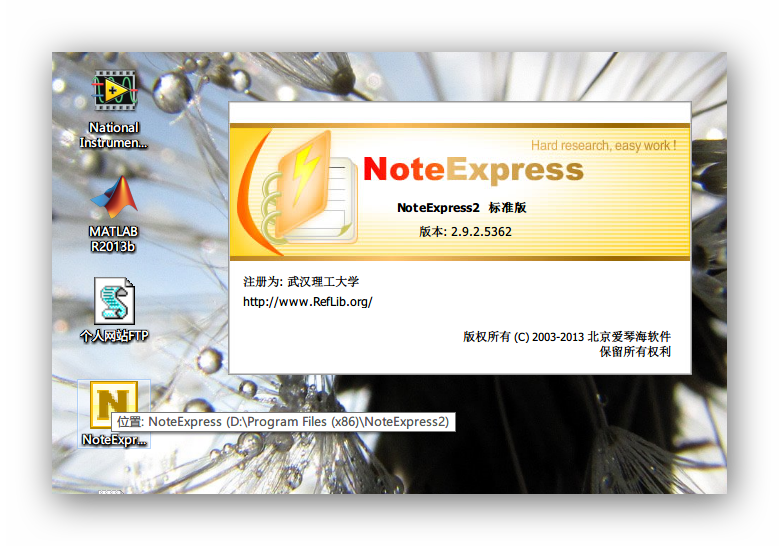 National
Instrumen...
MATLAB
R2013b
个人网站FTP
NoteExpr...
Hard research, easy work !
NoteExpress
NoteExpress2 标准版
版本: 2.9.2.5362
注册为: 武汉理工大学
http://www.RefLib.org/
版权所有 (C) 2003-2013 北京爱琴海软件
保留所有权利
位置: NoteExpress (D:\Program Files (x86)\NoteExpress2)